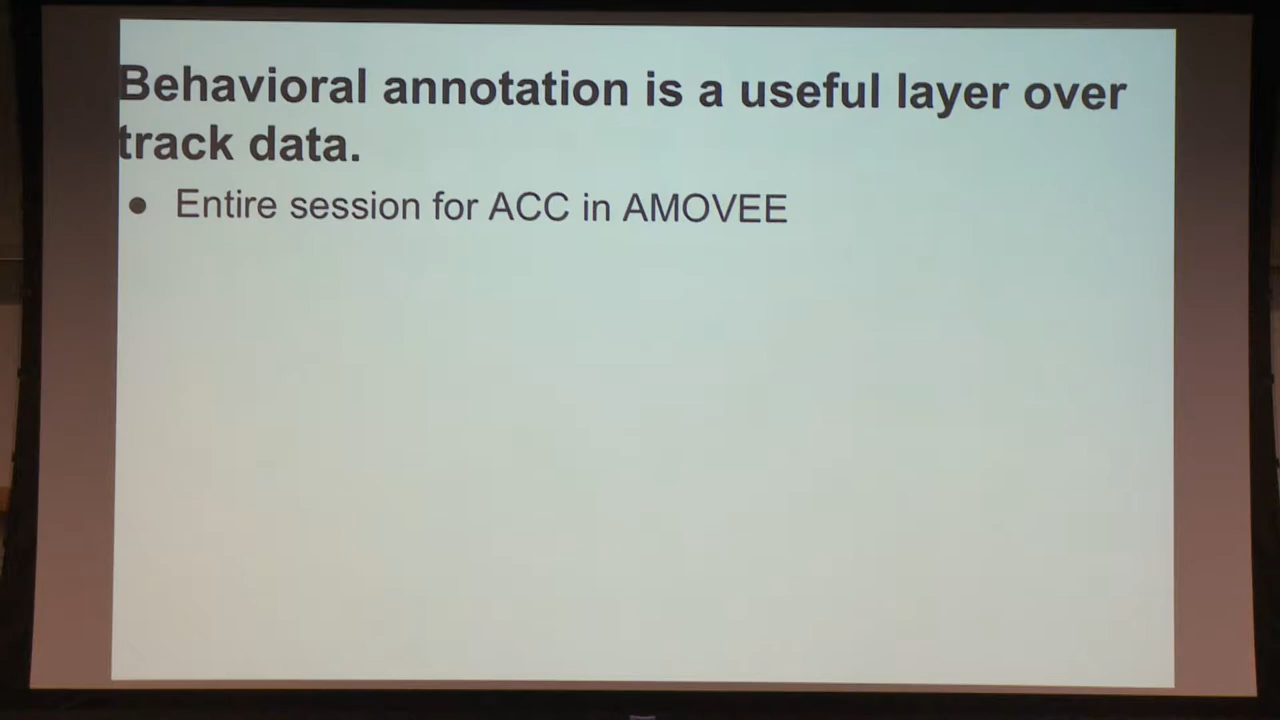 Behavioral annotation is a useful layer over
track data.
● Entire session for ACC in AMOVEE